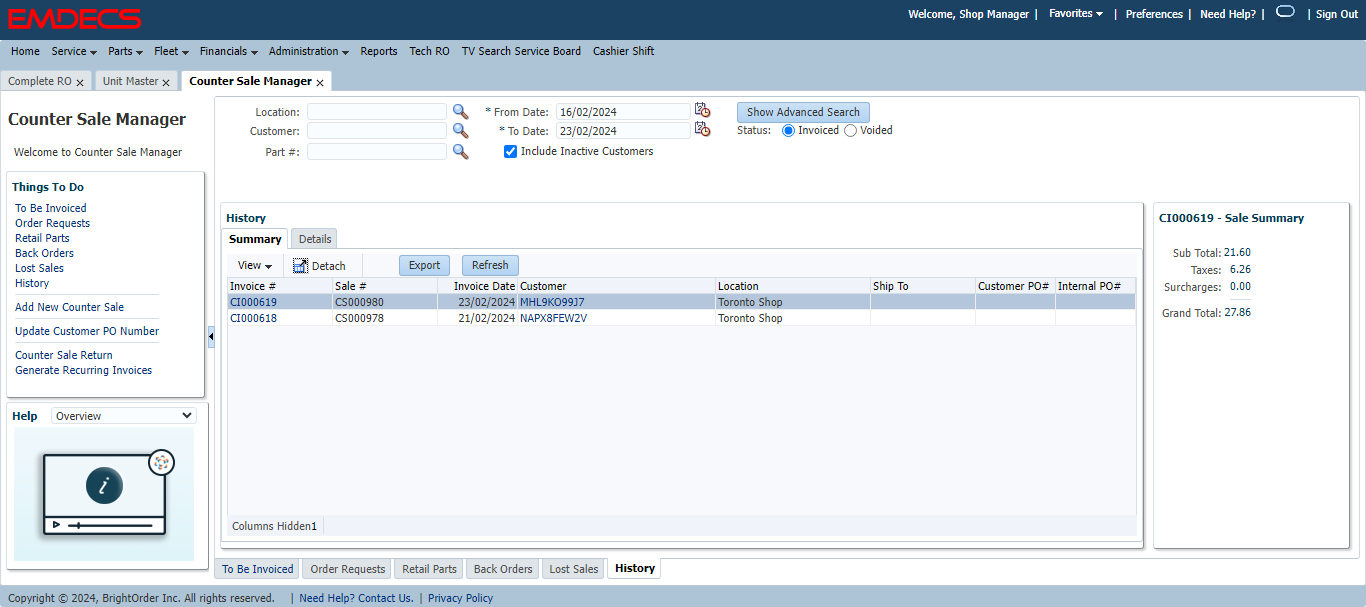 EMDECS
Welcome, Shop Manager | Favorites | Preferences | Need Help? | | Sign Out
Home Service Parts Fleet Financials Administration Reports Tech RO TV Search Service Board Cashier Shift
Complete RO Unit Master Counter Sale Manager
Counter Sale Manager
Welcome to Counter Sale Manager
Things To Do
To Be Invoiced
Order Requests
Retail Parts
Back Orders
Lost Sales
History
Add New Counter Sale
Update Customer PO Number
Counter Sale Return
Generate Recurring Invoices
Help Overview
i
Location: * From Date: 16/02/2024 Show Advanced Search
Customer: * To Date: 23/02/2024 Status: Invoiced Voided
Part #: Include Inactive Customers
History
Summary Details
View Detach Export Refresh
Invoice # Sale # Invoice Date Customer Location Ship To Customer PO# Internal PO#
CI000619 CS000980 23/02/2024 MHL9KO99J7 Toronto Shop
CI000618 CS000978 21/02/2024 NAPX8FEW2V Toronto Shop
Columns Hidden1
CI000619 - Sale Summary
Sub Total: 21.60
Taxes: 6.26
Surcharges: 0.00
Grand Total: 27.86
To Be Invoiced Order Requests Retail Parts Back Orders Lost Sales History
Copyright © 2024, BrightOrder Inc. All rights reserved. | Need Help? Contact Us. | Privacy Policy